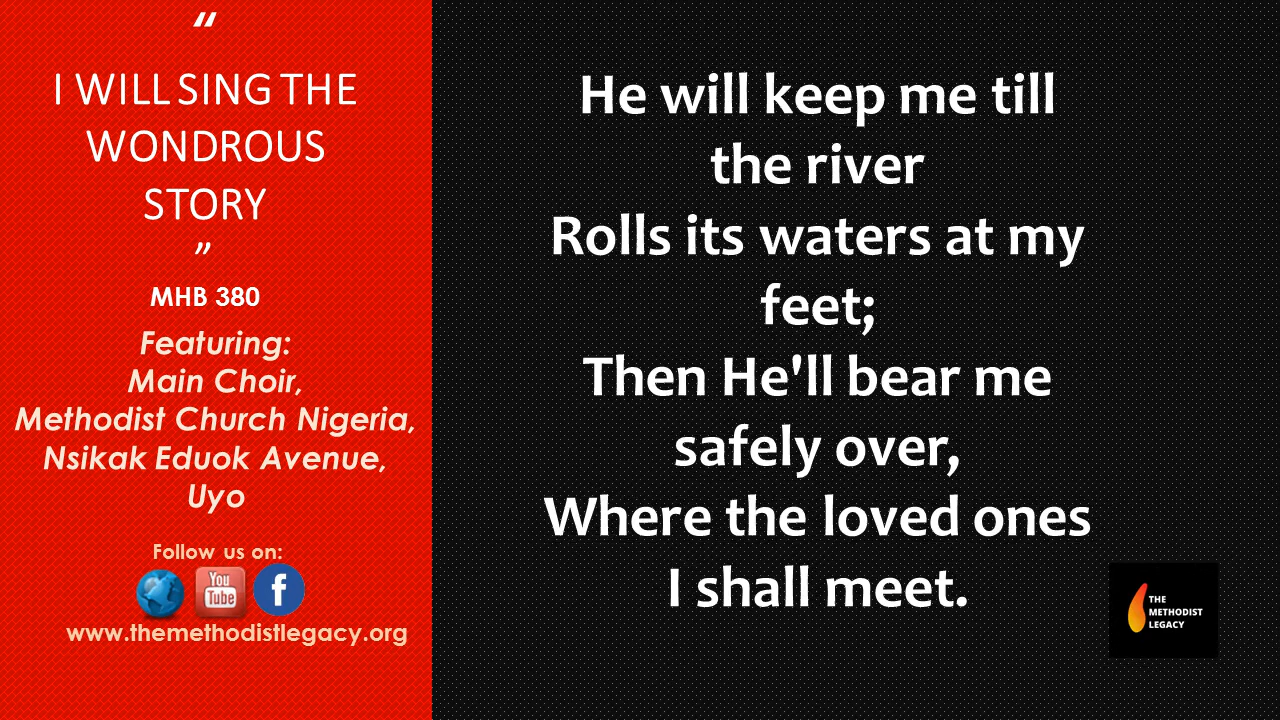 “
I WILL SING THE
WONDROUS
STORY
”
MHB 380
Featuring:
Main Choir,
Methodist Church Nigeria,
Nsikak Eduok Avenue,
Uyo
Follow us on:
You
Tube
f
www.themethodistlegacy.org
He will keep me till
the river
Rolls its waters at my
feet;
Then He'll bear me
safely over,
Where the loved ones
I shall meet.
THE
METHODIST
LEGACY